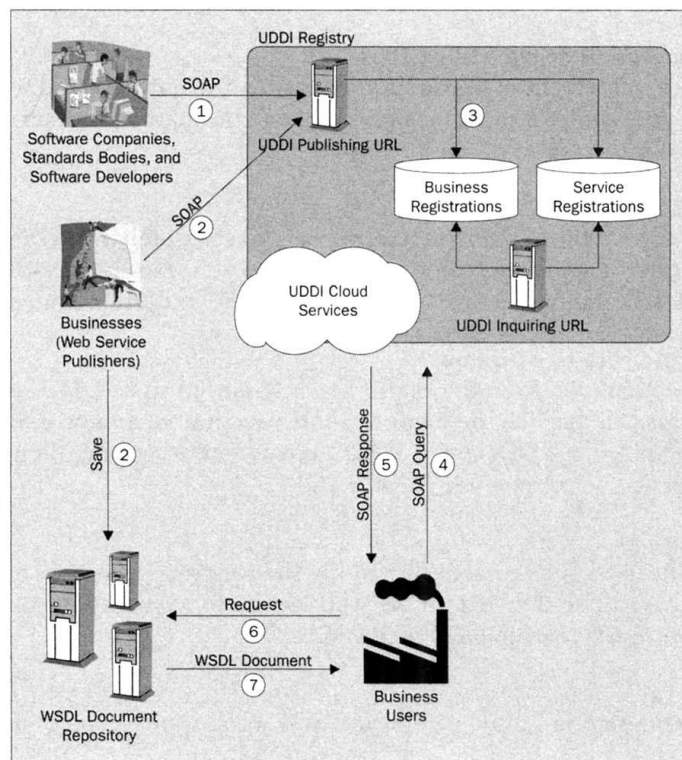 UDDI Registry
SOAP
1
Software Companies,
Standards Bodies, and
Software Developers
UDDI Publishing URL
3
Business
Registrations
Service
Registrations
SOAP
2
UDDI Cloud
Services
UDDI Inquiring URL
Businesses
(Web Service
Publishers)
Save
2
SOAP Response
5
SOAP Query
4
Request
6
WSDL Document
7
WSDL Document
Repository
Business
Users